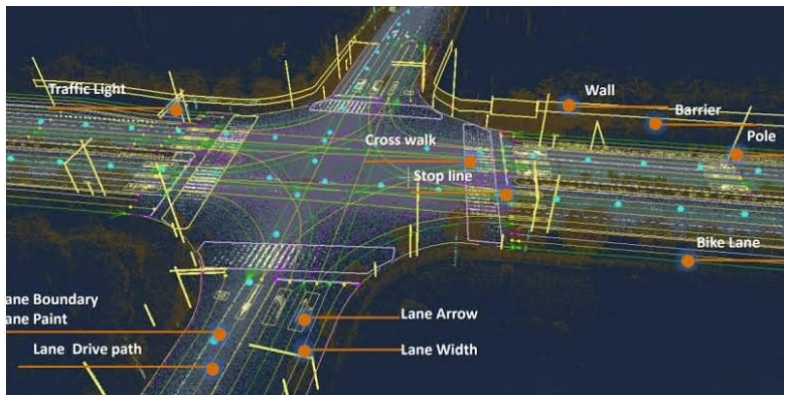 Traffic Light
Wall
Barrier
Cross walk
Pole
Stop line
Bike Lane
ane Boundary
ane Paint
Lane Arrow
Lane Drive path
Lane Width